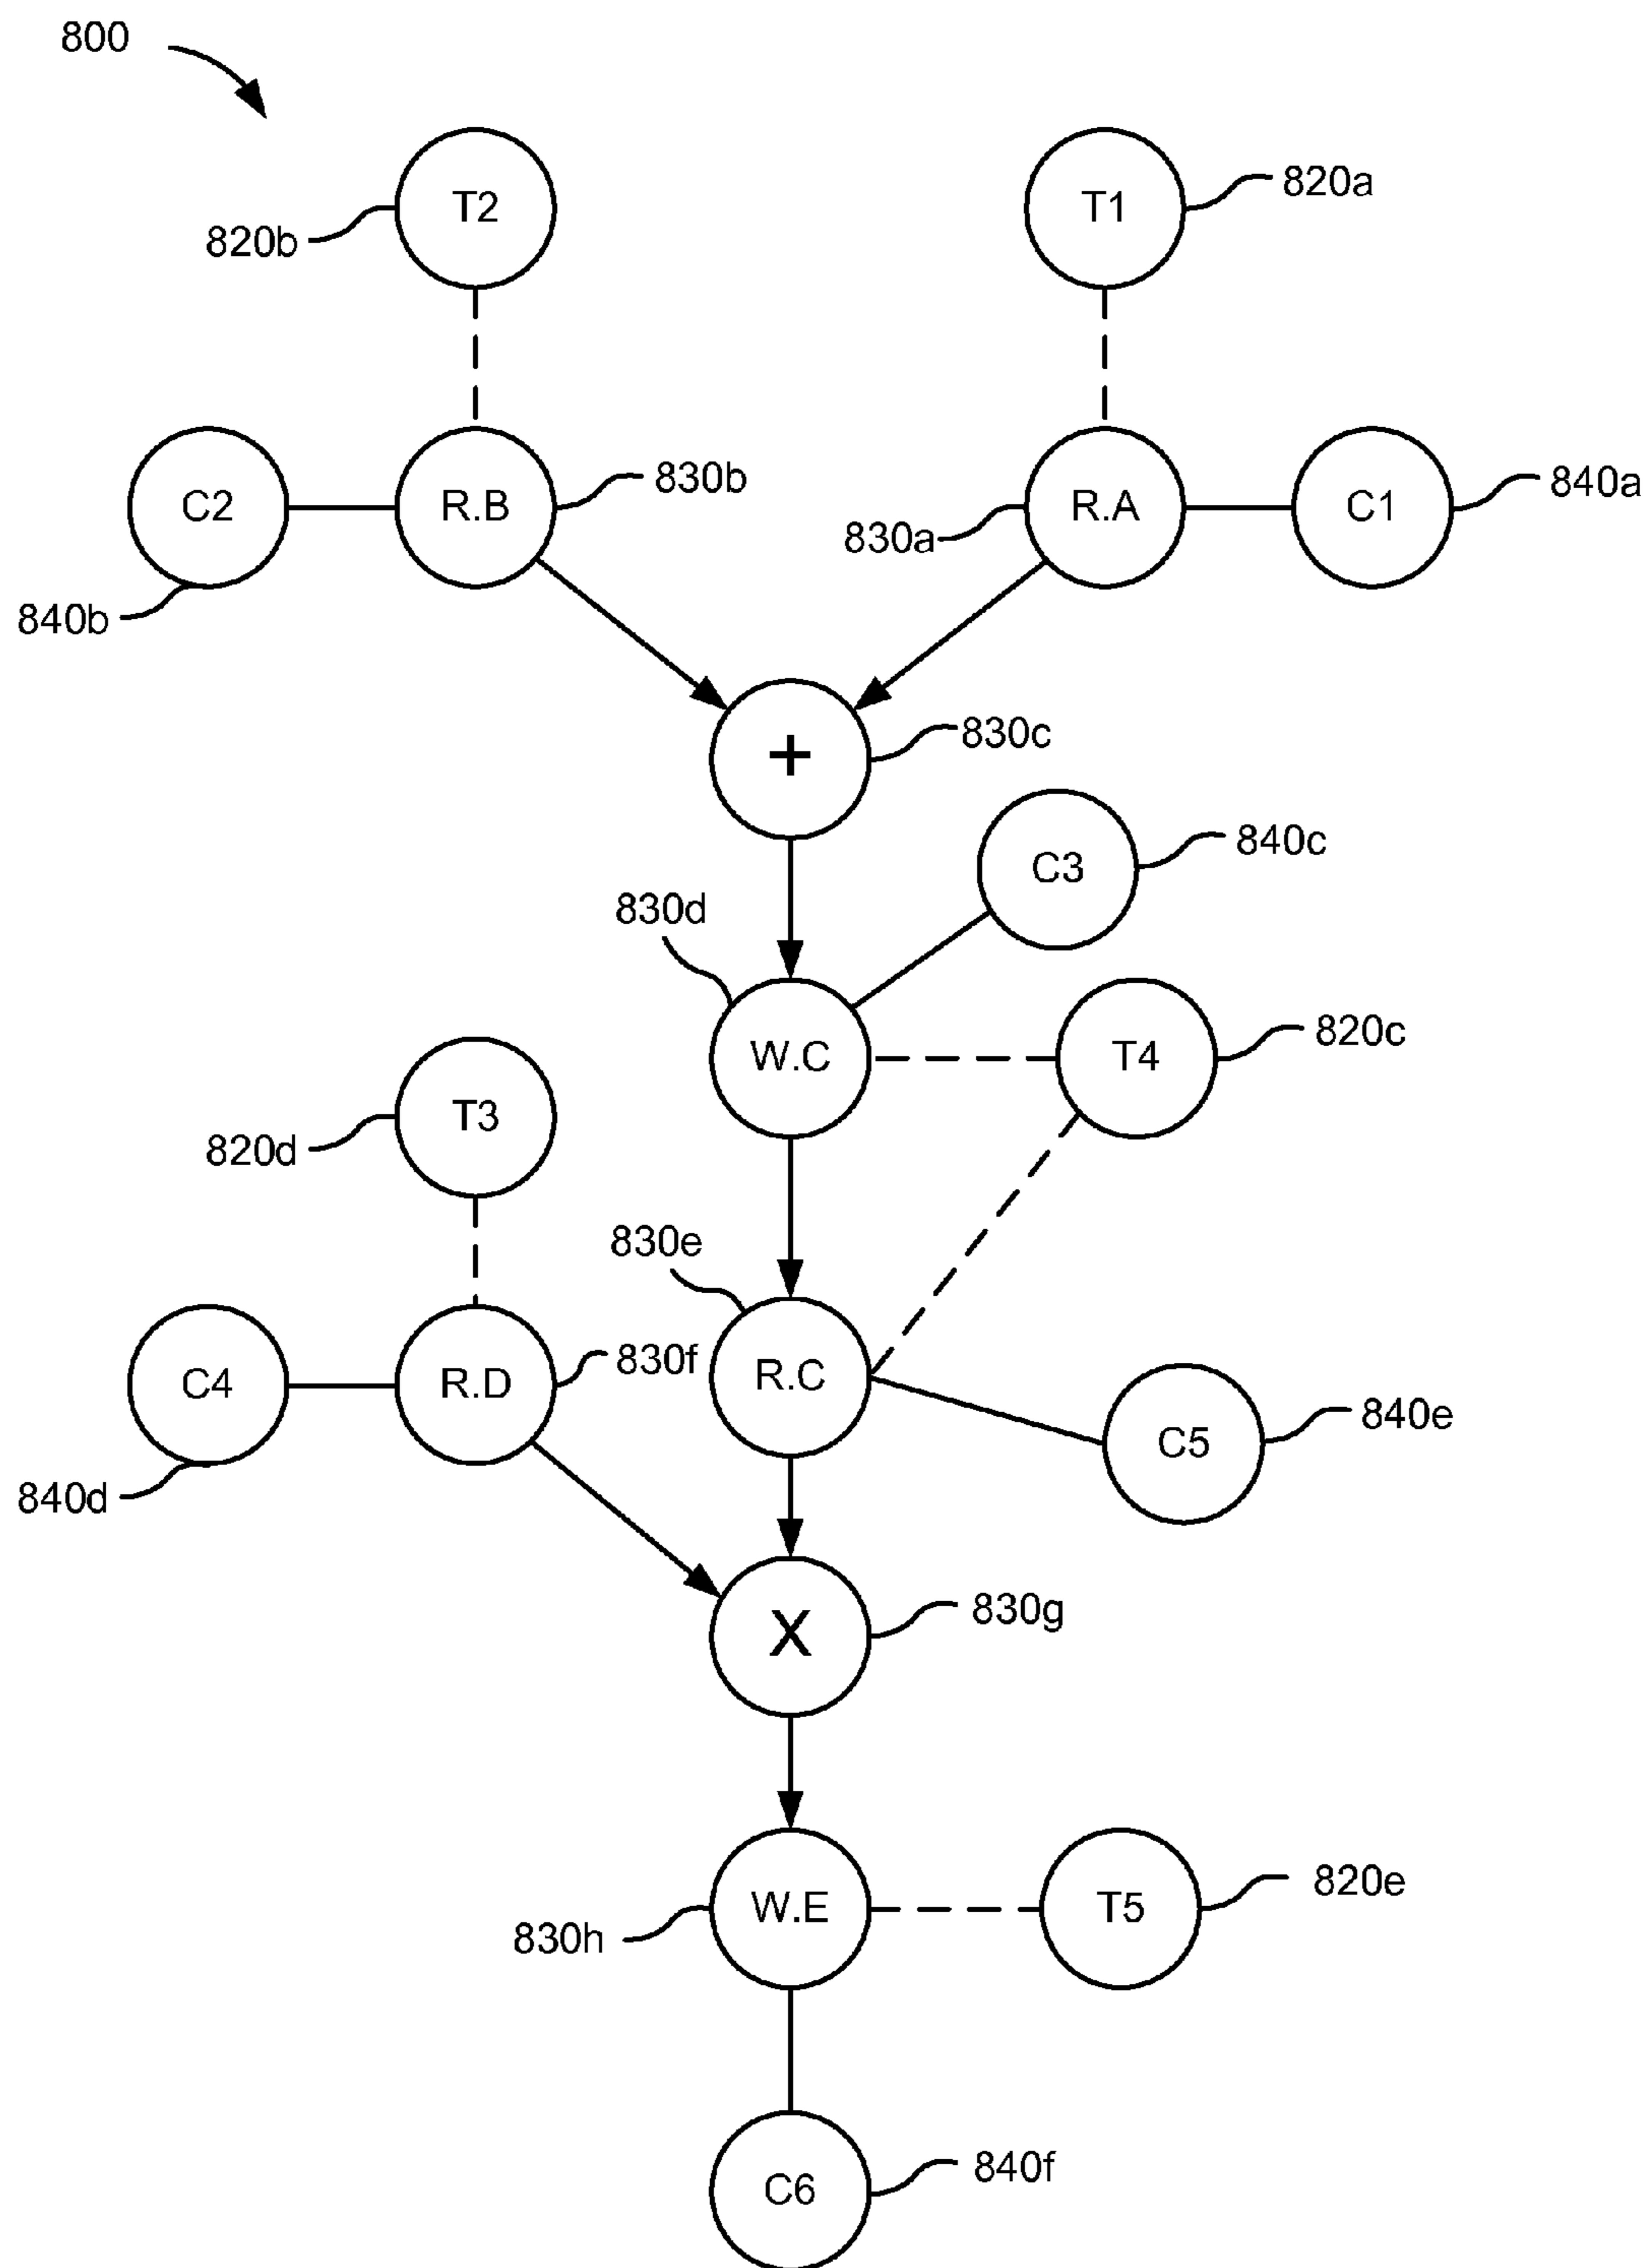 800
T2
T1
820a
820b
C2
R.B
830b
830a
R.A
C1
840a
840b
+
830c
C3
840c
830d
W.C
T4
820c
T3
820d
830e
C4
R.D
830f
R.C
C5
840e
840d
X
830g
W.E
T5
820e
830h
C6
840f